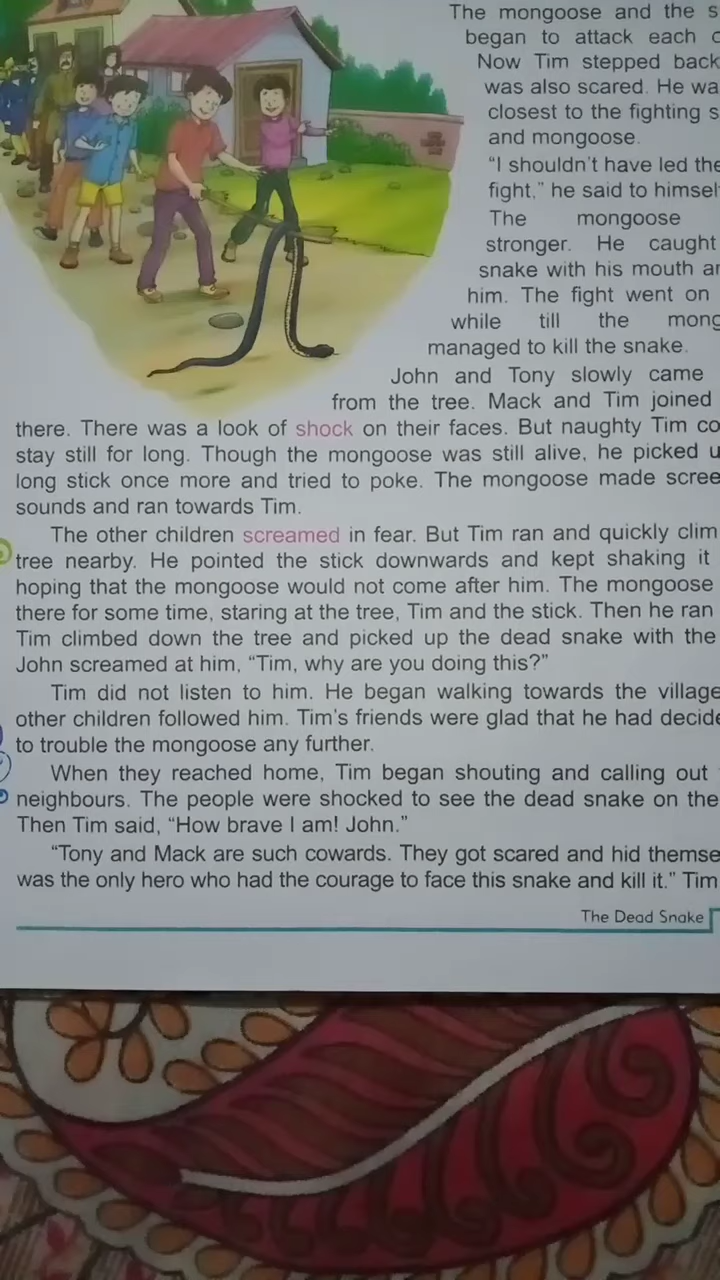 The mongoose and the
began to attack each
Now Tim stepped back
was also scared. He
closest to the fighting
and mongoose.
“I shouldn’t have led
fight,” he said to
The mongoose
stronger. He caught
snake with his mouth
him. The fight went on
while till the
managed to kill the snake.
John and Tony slowly came
from the tree. Mack and Tim joined
there. There was a look of shock on their faces. But naughty Tim
stay still for long. Though the mongoose was still alive, he picked
long stick once more and tried to poke. The mongoose made
sounds and ran towards Tim.
The other children screamed in fear. But Tim ran and quickly
tree nearby. He pointed the stick downwards and kept shaking it
hoping that the mongoose would not come after him. The mongoose
there for some time, staring at the tree, Tim and the stick. Then he ran
Tim climbed down the tree and picked up the dead snake with the
John screamed at him, “Tim, why are you doing this?”
Tim did not listen to him. He began walking towards the village
other children followed him. Tim’s friends were glad that he had
to trouble the mongoose any further.
When they reached home, Tim began shouting and calling out
neighbours. The people were shocked to see the dead snake on the
Then Tim said, “How brave I am! John.”
“Tony and Mack are such cowards. They got scared and hid
was the only hero who had the courage to face this snake and kill it.” Tim
The Dead Snake